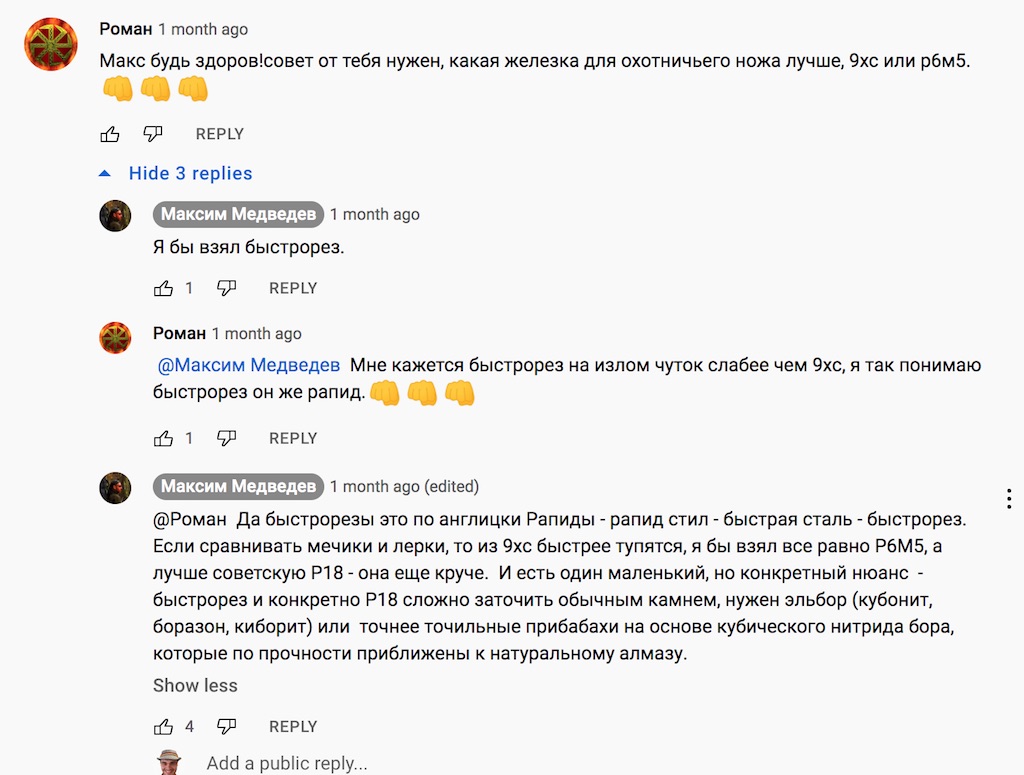 Роман 1 month ago
Макс будь здоров!совет от тебя нужен, какая железка для охотничьего ножа лучше, 9хс или р6м5.
REPLY
Hide 3 replies
Максим Медведев 1 month ago
Я бы взял быстрорез.
1 REPLY
Роман 1 month ago
@Максим Медведев Мне кажется быстрорез на излом чуток слабее чем 9хс, я так понимаю
быстрорез он же рапид.
1 REPLY
Максим Медведев 1 month ago (edited)
@Роман Да быстрорезы это по англицки Рапиды - рапид стил - быстрая сталь - быстрорез.
Если сравнивать мечики и лерки, то из 9хс быстрее тупятся, я бы взял все равно Р6М5, а
лучше советскую Р18 - она еще круче. И есть один маленький, но конкретный нюанс -
быстрорез и конкретно Р18 сложно заточить обычным камнем, нужен эльбор (кубонит,
боразон, киборит) или точнее точильные прибабахи на основе кубического нитрида бора,
которые по прочности приближены к натуральному алмазу.
Show less
4 REPLY
Add a public reply...